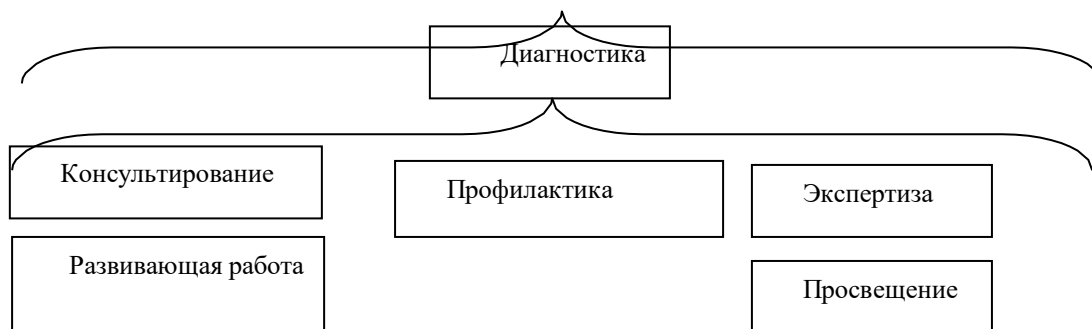 Диагностика
Консультирование
Профилактика
Экспертиза
Развивающая работа
Просвещение